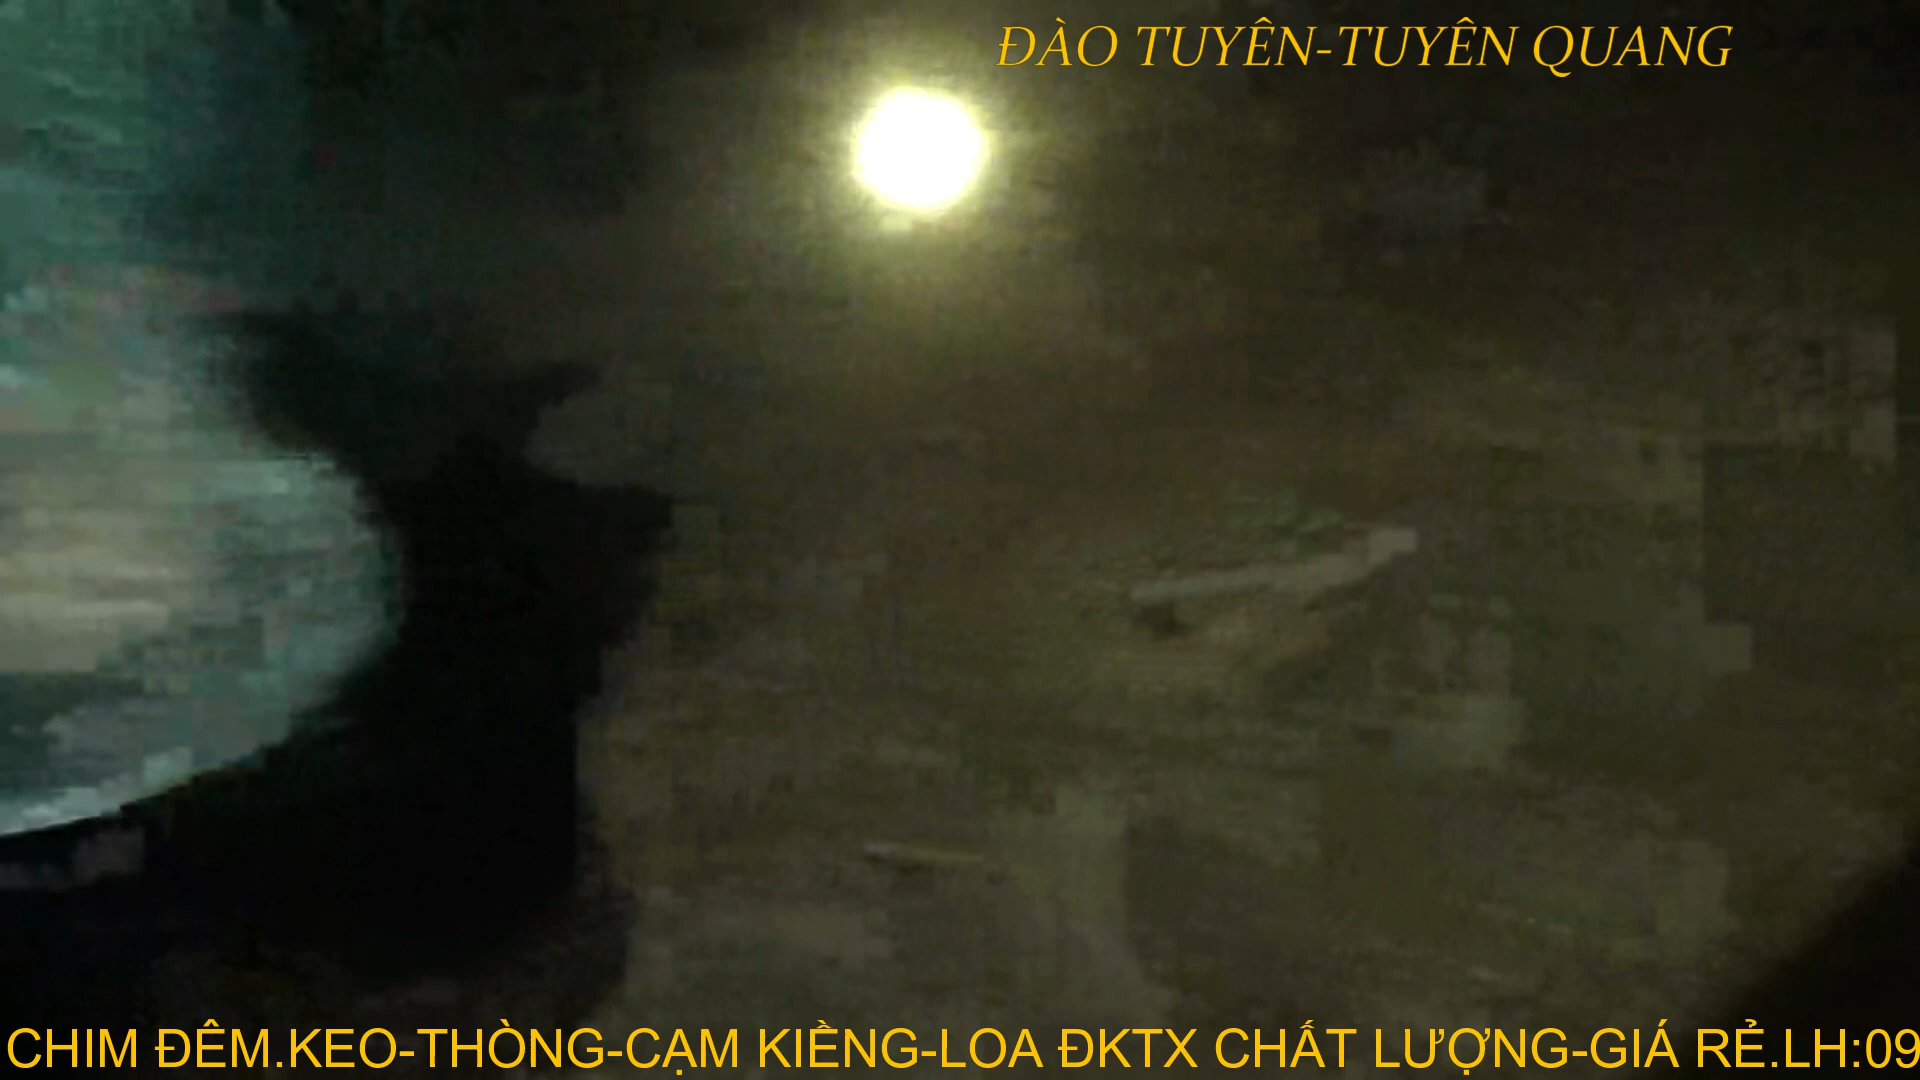 ĐÀO TUYÊN-TUYÊN QUANG
CHIM ĐÊM.KEO-THÒNG-CẠM KIỀNG-LOA ĐKTX CHẤT LƯỢNG-GIÁ RẺ.LH:09